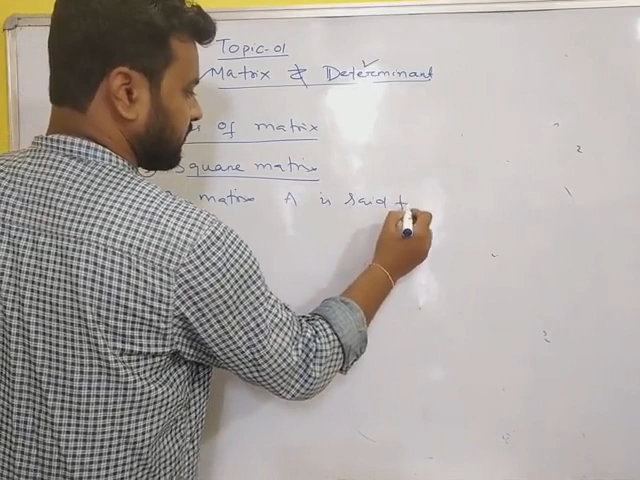 Topic-01
Matrix & Determinant
of matrix
Square matrix
matrix A is said t